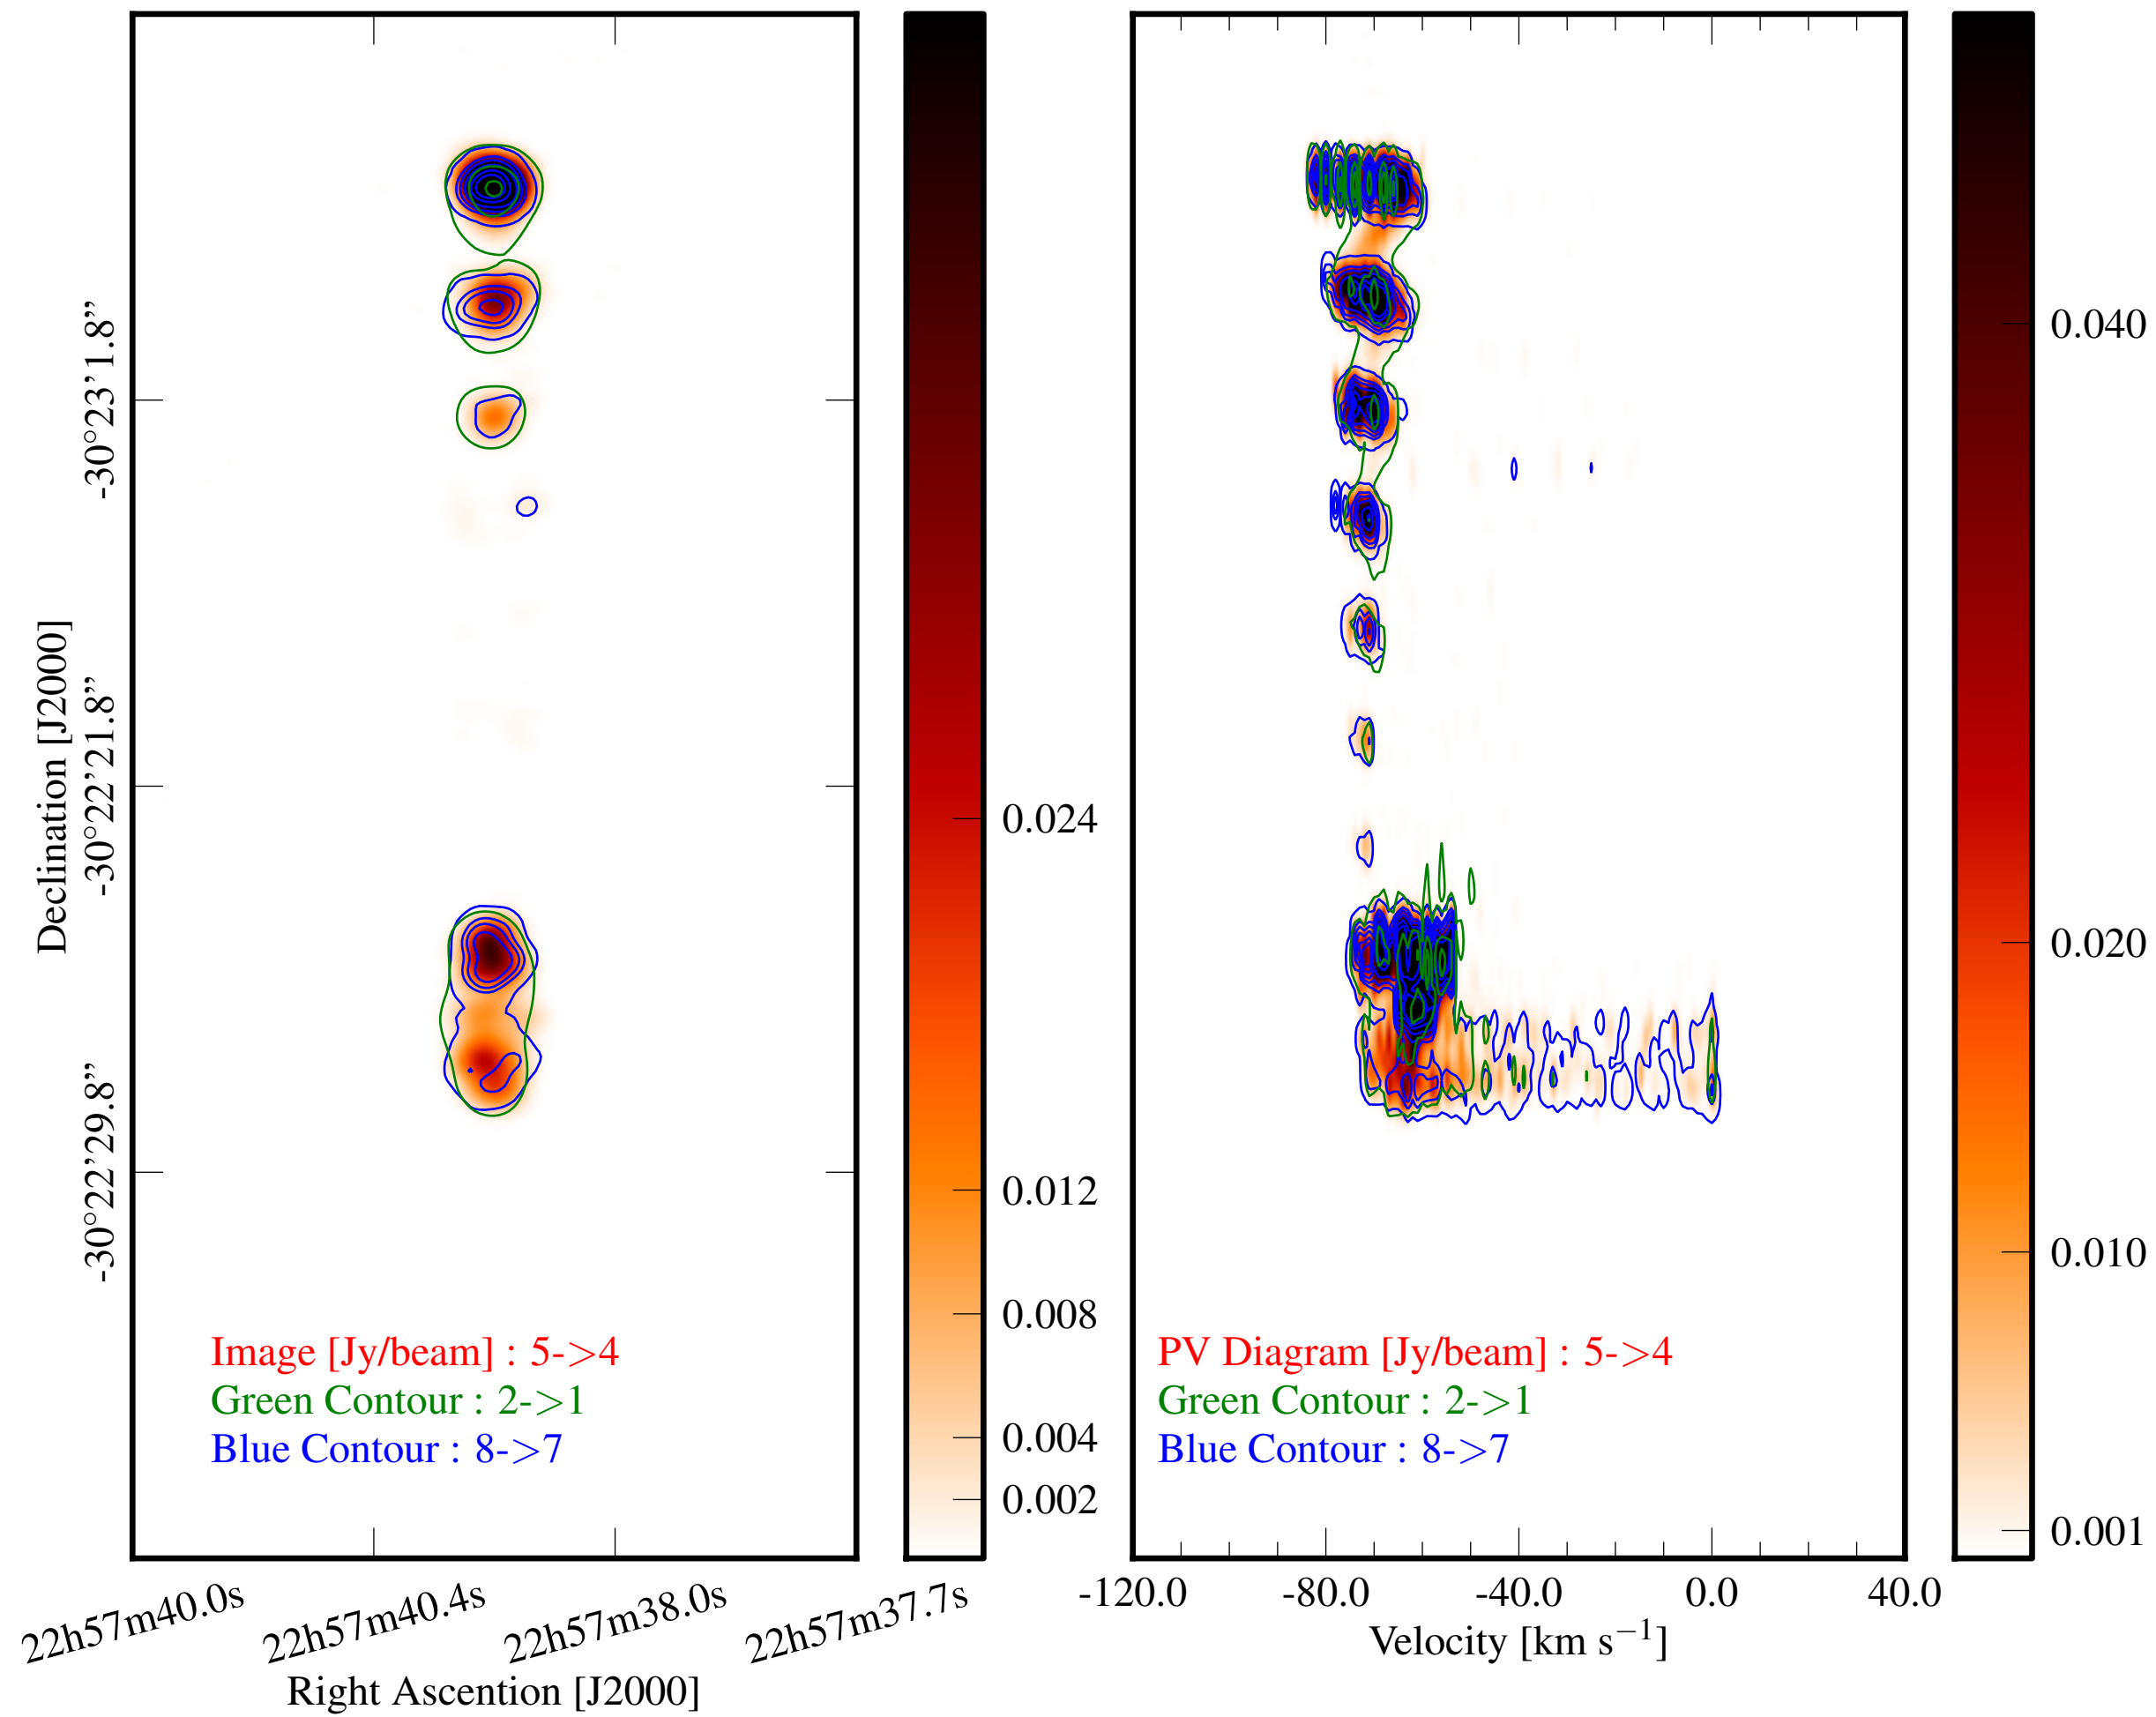 Declination [J2000]
-30°23’1.8”
-30°22’21.8”
-30°22’29.8”
Image [Jy/beam] : 5->4
Green Contour : 2->1
Blue Contour : 8->7
22h57m40.0s
22h57m40.4s
22h57m38.0s
22h57m37.7s
Right Ascention [J2000]
0.024
0.012
0.008
0.004
0.002
PV Diagram [Jy/beam] : 5->4
Green Contour : 2->1
Blue Contour : 8->7
-120.0 -80.0 -40.0 0.0 40.0
Velocity [km s⁻¹]
0.040
0.020
0.010
0.001